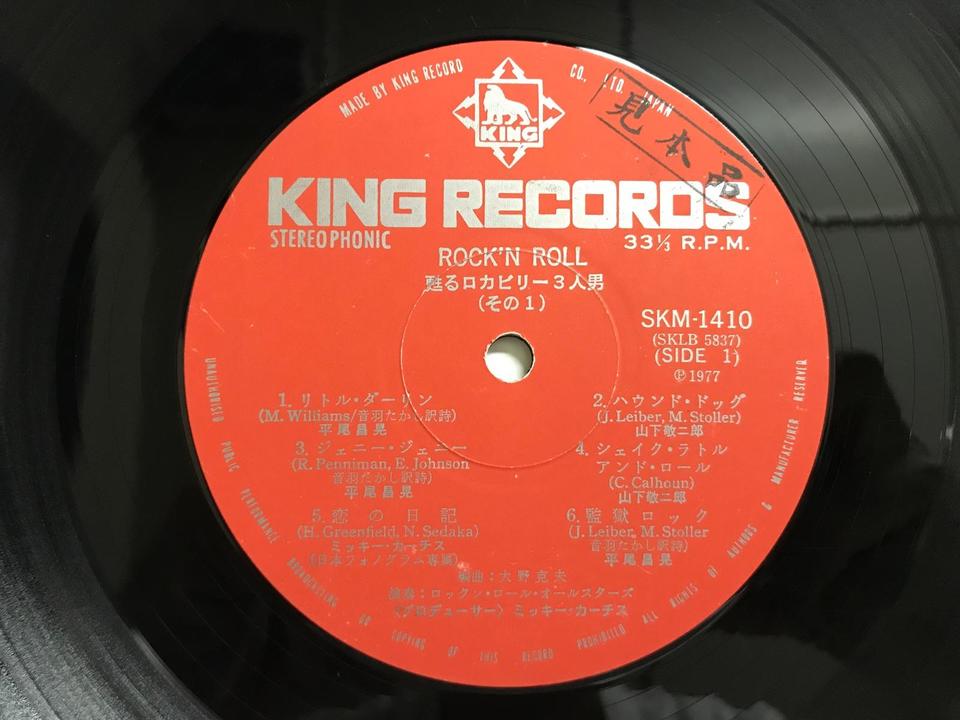 MADE BY KING RECORD CO., LTD. JAPAN
見本品
KING
KING RECORDS
STEREOPHONIC
33⅓ R.P.M.
ROCK'N ROLL
甦るロカビリー3人男
(その1)
SKM-1410
(SKLB 5837)
(SIDE 1)
℗1977
1. リトル・ダーリン
(M. Williams/音羽たかし訳詩)
平尾昌晃
2. ハウンド・ドッグ
(J. Leiber, M. Stoller)
山下敬二郎
3. ジェニー・ジェニー
(R. Penniman, E. Johnson
音羽たかし訳詩)
平尾昌晃
4. シェイク・ラトル
アンド・ロール
(C. Calhoun)
山下敬二郎
5. 恋の日記
(H. Greenfield, N. Sedaka)
ミッキー・カーチス
(日本フォノグラム専属)
6. 監獄ロック
(J. Leiber, M. Stoller
音羽たかし訳詩)
平尾昌晃
編曲:大野克夫
演奏:ロックン・ロール・オールスターズ
〈プロデューサー〉ミッキー・カーチス
UNAUTHORISED PUBLIC PERFORMANCE BROADCASTING OR COPYING OF THIS RECORD PROHIBITED ALL RIGHTS OF AUTHORS & MANUFACTURER RESERVED